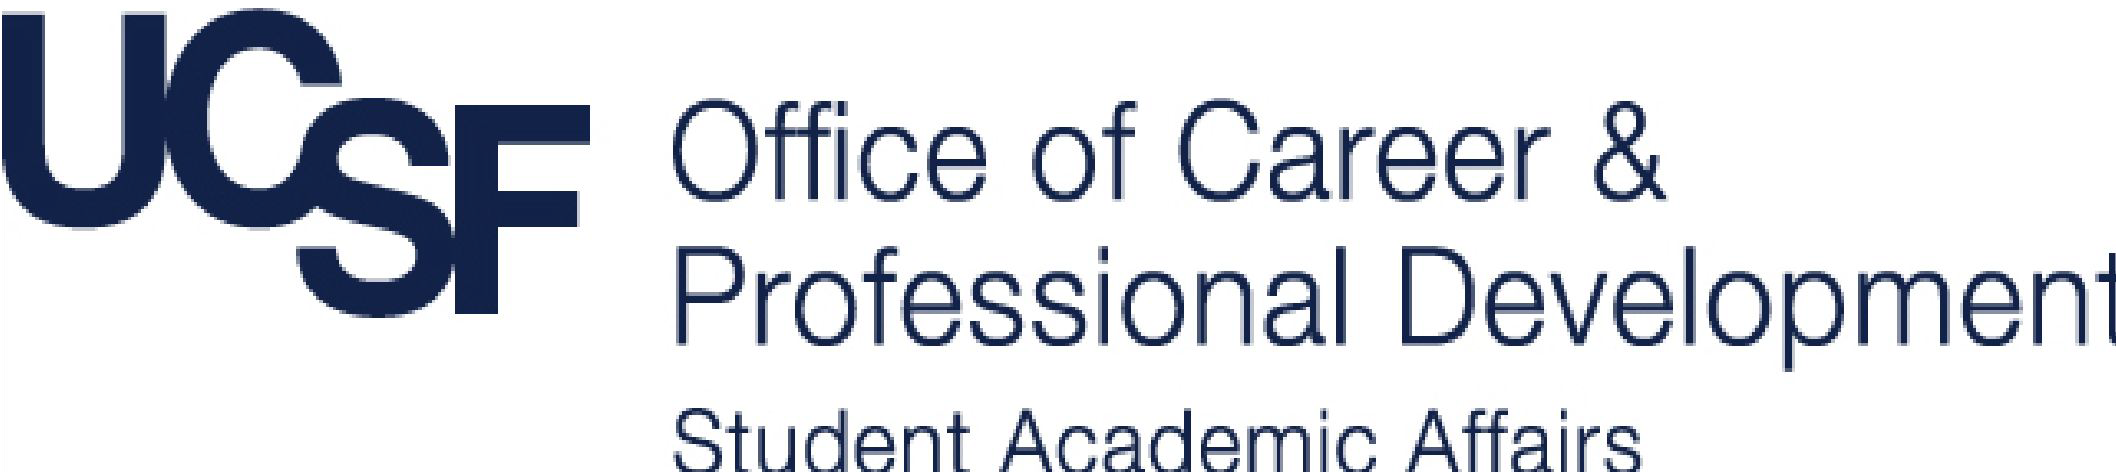 UCSF
Office of Career &
Professional Development
Student Academic Affairs